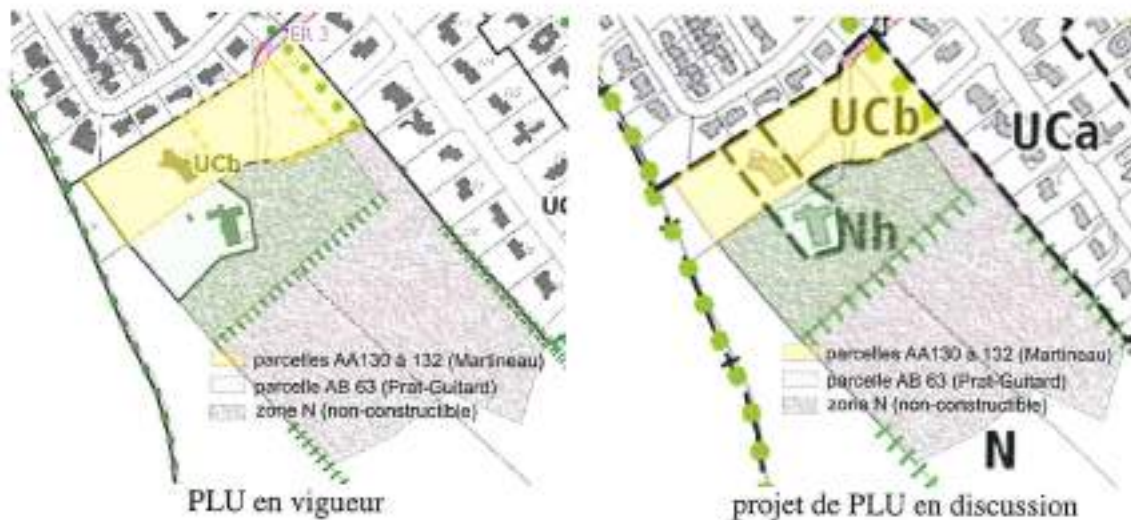 UCb
parcelles AA130 à 132 (Martineau)
parcelle AB 63 (Prat-Guitard)
zone N (non-constructible)
PLU en vigueur
UCb
UCa
Nh
parcelles AA130 à 132 (Martineau)
parcelle AB 63 (Prat-Guitard)
zone N (non-constructible)
N
projet de PLU en discussion